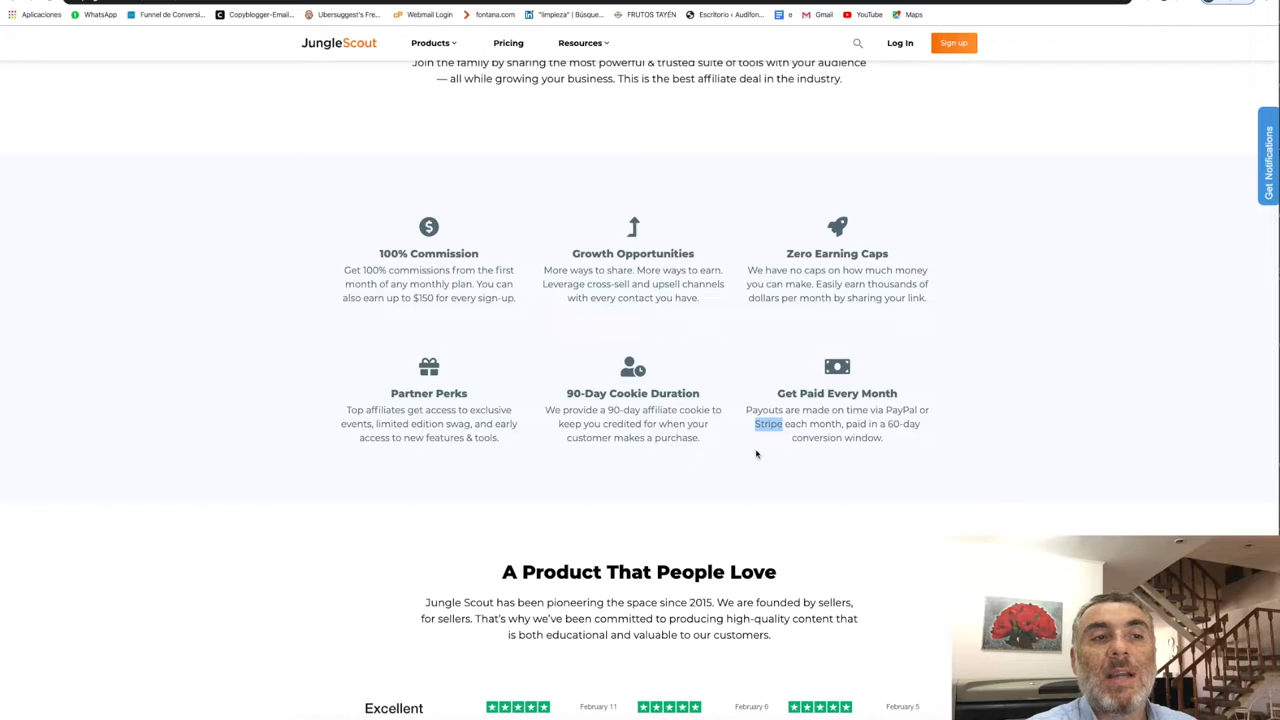 Aplicaciones WhatsApp Funnel de Conversi... Copyblogger-Email... Ubersuggest's Fre... Webmail Login fontana.com "limpieza" | Búsque... FRUTOS TAYÉN Escritorio ‹ Audífon... e Gmail YouTube Maps
JungleScout Products Pricing Resources Log In Sign up
Join the family by sharing the most powerful & trusted suite of tools with your audience
— all while growing your business. This is the best affiliate deal in the industry.
Get Notifications
100% Commission
Get 100% commissions from the first
month of any monthly plan. You can
also earn up to $150 for every sign-up.
Growth Opportunities
More ways to share. More ways to earn.
Leverage cross-sell and upsell channels
with every contact you have.
Zero Earning Caps
We have no caps on how much money
you can make. Easily earn thousands of
dollars per month by sharing your link.
Partner Perks
Top affiliates get access to exclusive
events, limited edition swag, and early
access to new features & tools.
90-Day Cookie Duration
We provide a 90-day affiliate cookie to
keep you credited for when your
customer makes a purchase.
Get Paid Every Month
Payouts are made on time via PayPal or
Stripe each month, paid in a 60-day
conversion window.
A Product That People Love
Jungle Scout has been pioneering the space since 2015. We are founded by sellers,
for sellers. That's why we've been committed to producing high-quality content that
is both educational and valuable to our customers.
Excellent February 11 February 6 February 5